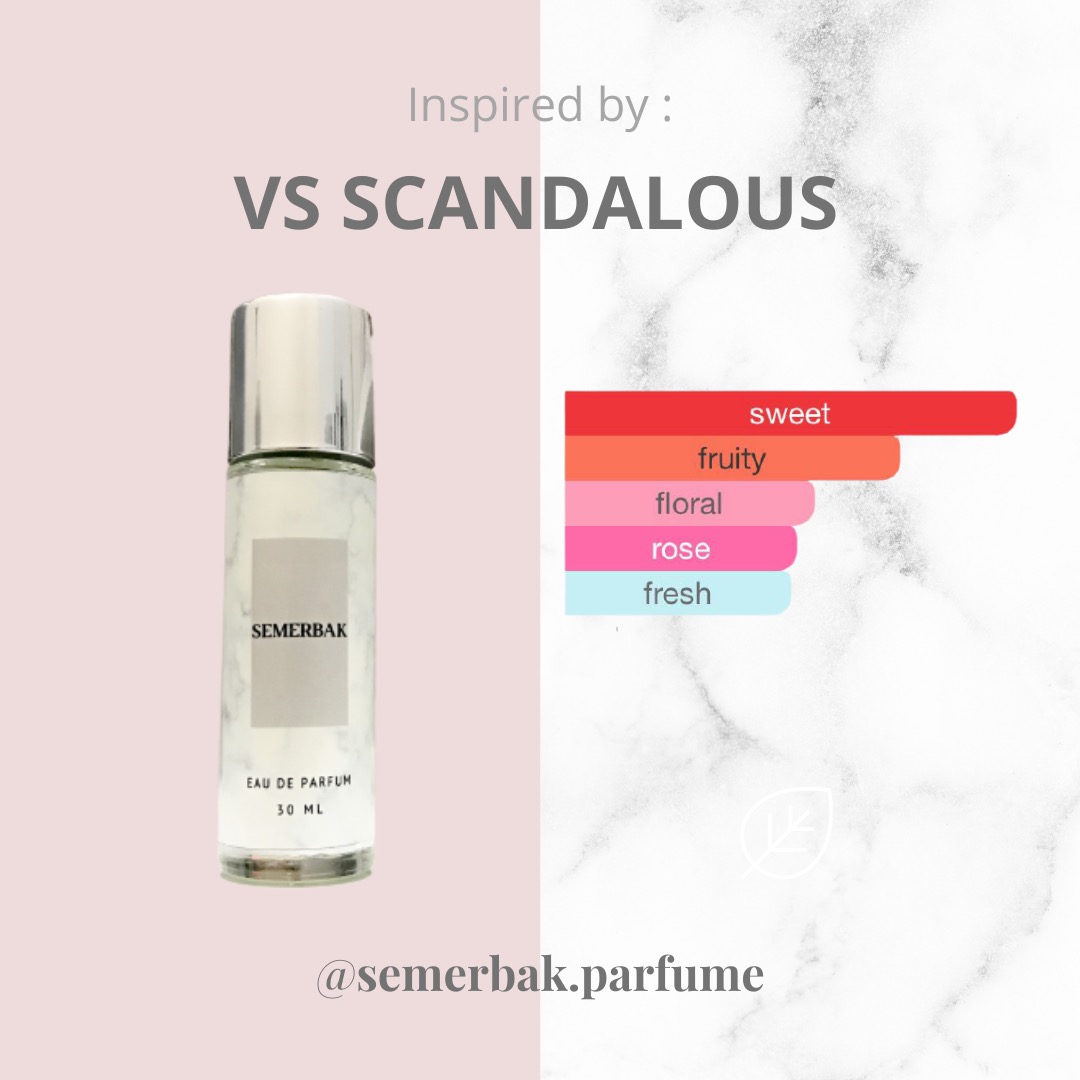 Inspired by :
VS SCANDALOUS
sweet
fruity
floral
rose
fresh
SEMERBAK
EAU DE PARFUM
30 ML
@semerbak.parfume